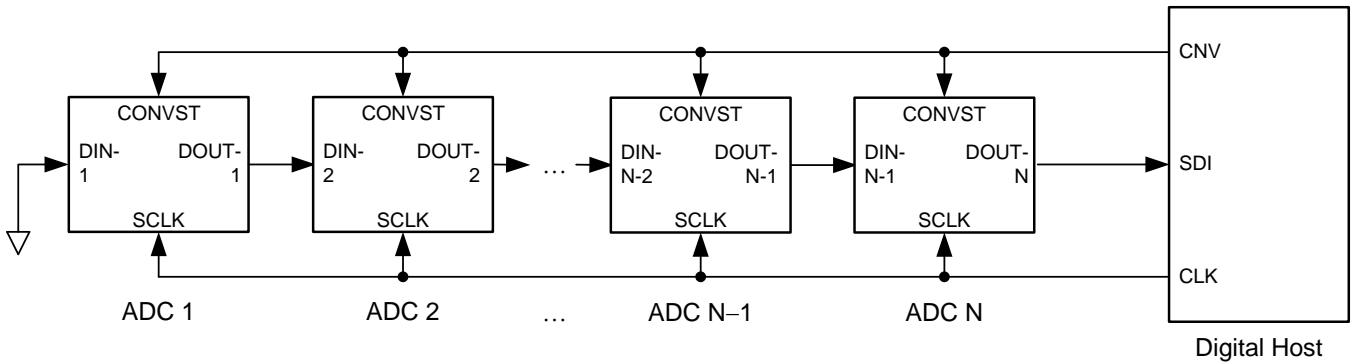 CNV
CONVST
CONVST
CONVST
CONVST
DIN-
1
DOUT-
1
DIN-
2
DOUT-
2
...
DIN-
N-2
DOUT-
N-1
DIN-
N-1
DOUT-
N
SDI
SCLK
SCLK
SCLK
SCLK
CLK
ADC 1
ADC 2
...
ADC N−1
ADC N
Digital Host